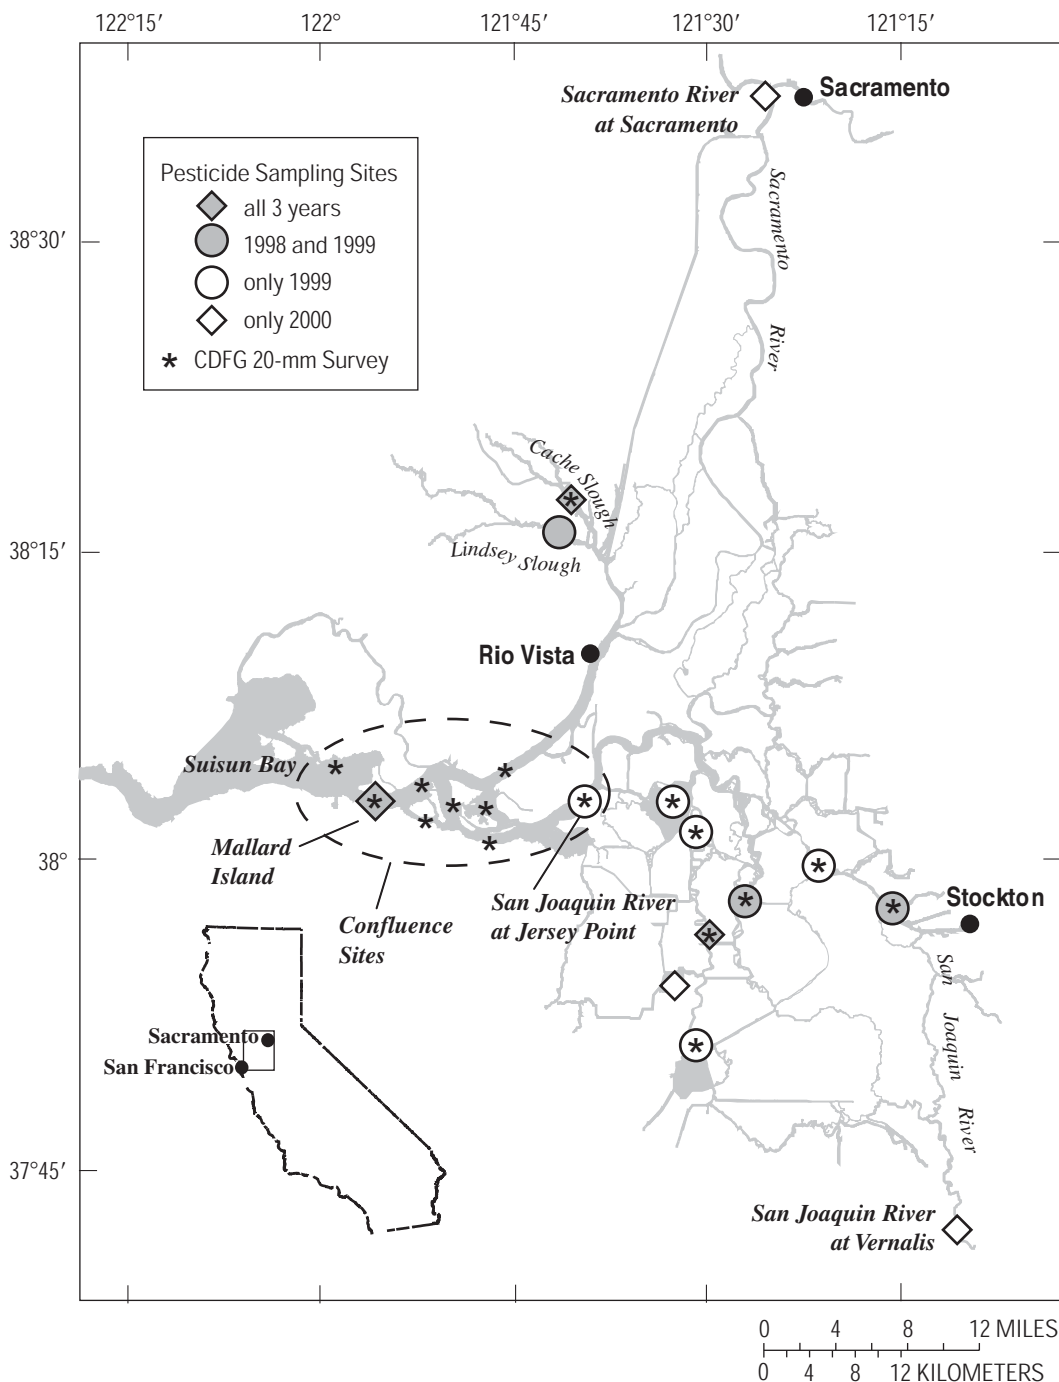 122°15′
122°
121°45′
121°30′
121°15′
Sacramento River
at Sacramento
Sacramento
Pesticide Sampling Sites
all 3 years
1998 and 1999
only 1999
only 2000
* CDFG 20-mm Survey
Sacramento
River
38°30′
Cache Slough
38°15′
Lindsey Slough
Rio Vista
Suisun Bay
38°
Mallard
Island
Confluence
Sites
San Joaquin River
at Jersey Point
Stockton
San
Joaquin
River
Sacramento
San Francisco
37°45′
San Joaquin River
at Vernalis
0 4 8 12 MILES
0 4 8 12 KILOMETERS